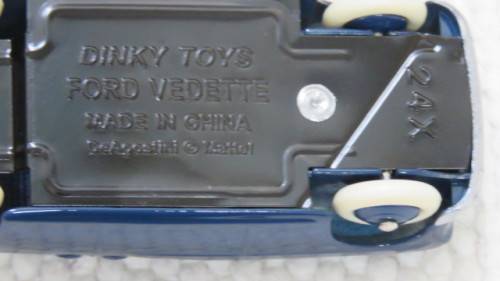 DINKY TOYS
FORD VEDETTE
MADE IN CHINA
DeAgostini © Mattel
24X